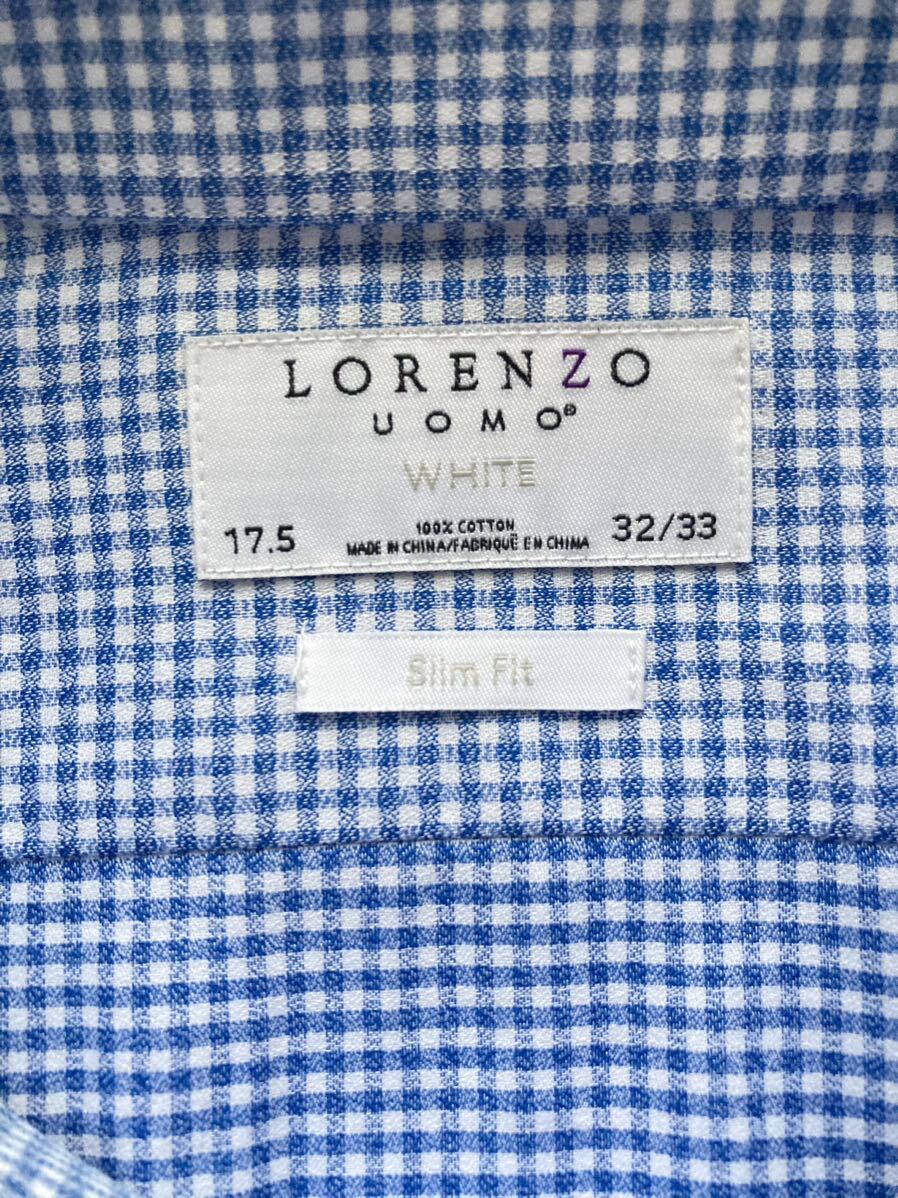 LORENZO
UOMO®
WHITE
17.5 100% COTTON 32/33
MADE IN CHINA/FABRIQUÉ EN CHINA
Slim Fit